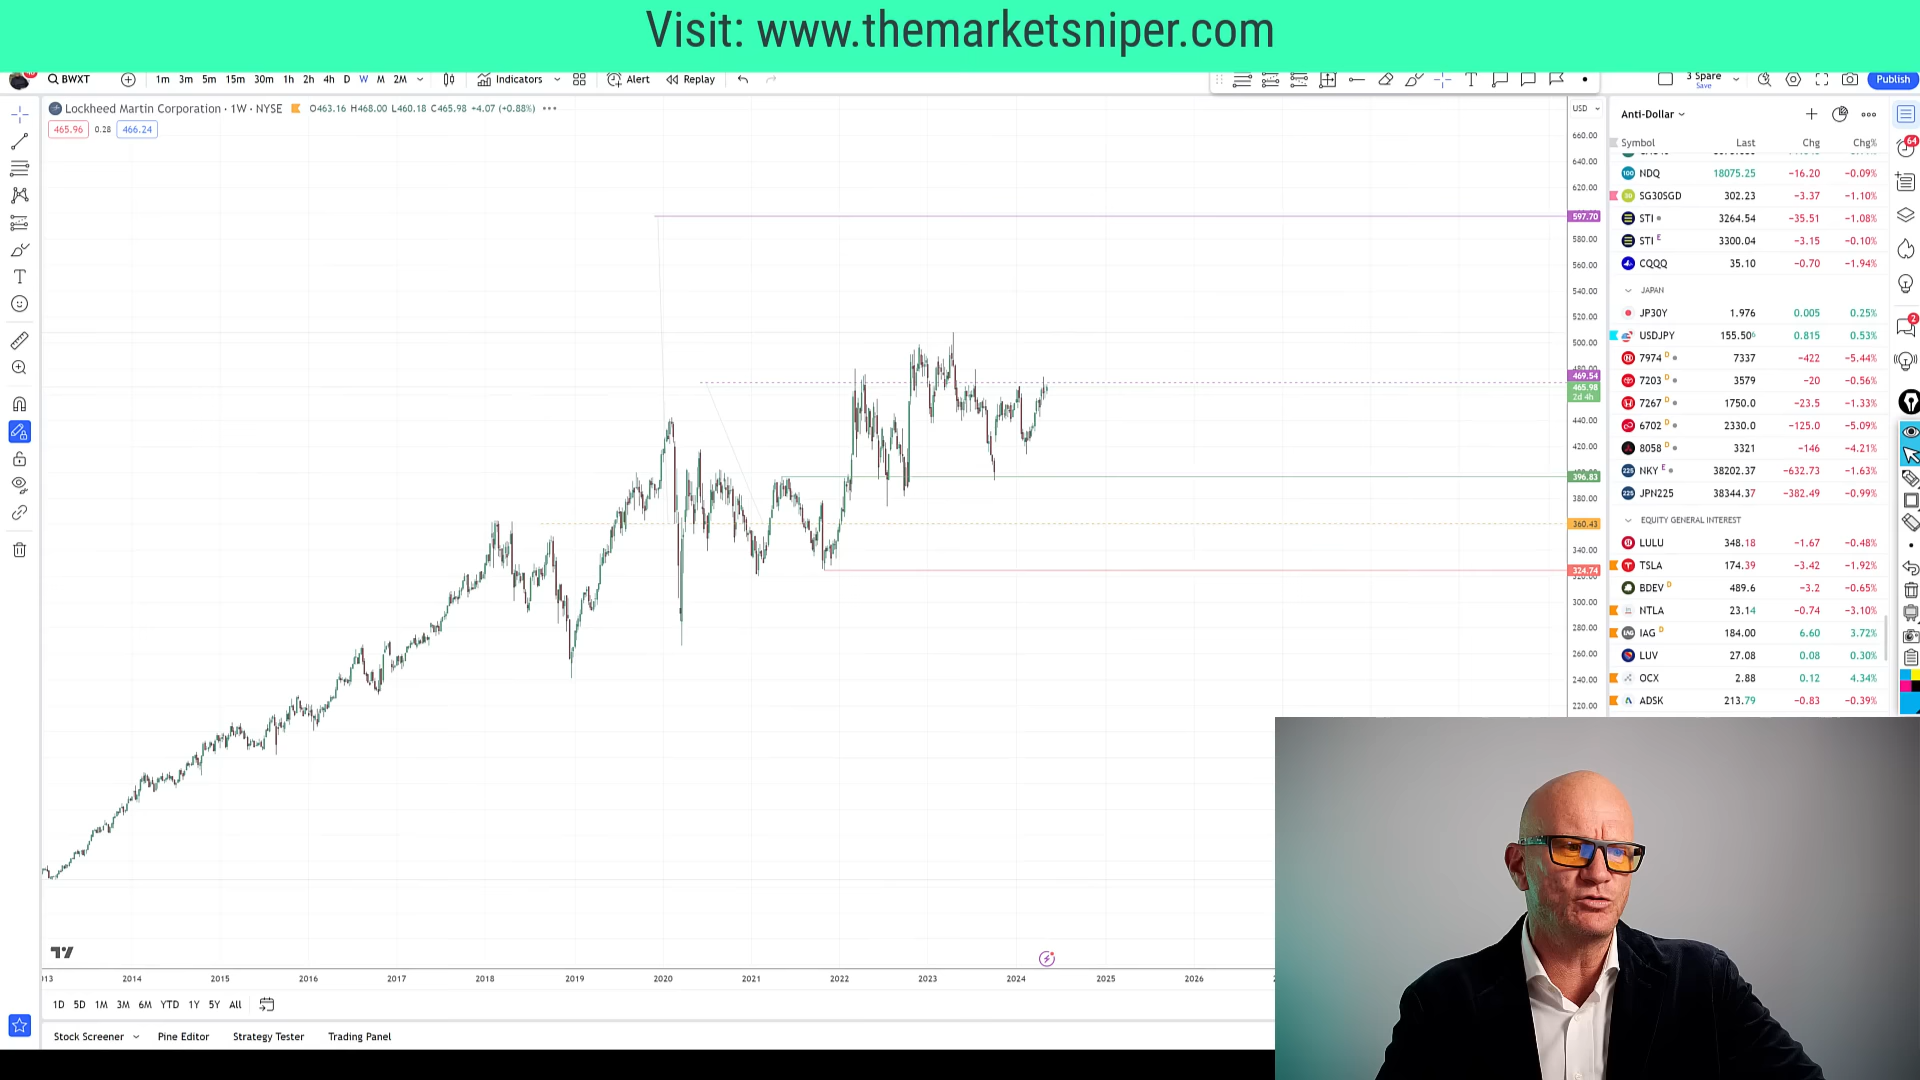 Visit: www.themarketsniper.com
BWXT 1m 3m 5m 15m 30m 1h 2h 4h D W M 2M Indicators Alert Replay 3 Spare Save Publish
Lockheed Martin Corporation · 1W · NYSE O463.16 H468.00 L460.18 C465.98 +4.07 (+0.88%)
465.96 0.28 466.24
USD
660.00
640.00
620.00
597.70
580.00
560.00
540.00
520.00
500.00
469.54
465.98
2d 4h
440.00
420.00
396.83
380.00
360.43
340.00
324.74
300.00
280.00
260.00
240.00
220.00
2014 2015 2016 2017 2018 2019 2020 2021 2022 2023 2024 2025 2026
1D 5D 1M 3M 6M YTD 1Y 5Y All
Stock Screener Pine Editor Strategy Tester Trading Panel
Anti-Dollar
Symbol Last Chg Chg%
NDQ 18075.25 −16.20 −0.09%
SG30SGD 302.23 −3.37 −1.10%
STI 3264.54 −35.51 −1.08%
STI E 3300.04 −3.15 −0.10%
CQQQ 35.10 −0.70 −1.94%
JAPAN
JP30Y 1.976 0.005 0.25%
USDJPY 155.506 0.815 0.53%
7974 D 7337 −422 −5.44%
7203 D 3579 −20 −0.56%
7267 D 1750.0 −23.5 −1.33%
6702 D 2330.0 −125.0 −5.09%
8058 D 3321 −146 −4.21%
NKY E 38202.37 −632.73 −1.63%
JPN225 38344.37 −382.49 −0.99%
EQUITY GENERAL INTEREST
LULU 348.18 −1.67 −0.48%
TSLA 174.39 −3.42 −1.92%
BDEV D 489.6 −3.2 −0.65%
NTLA 23.14 −0.74 −3.10%
IAG D 184.00 6.60 3.72%
LUV 27.08 0.08 0.30%
OCX 2.88 0.12 4.34%
ADSK 213.79 −0.83 −0.39%
64
2